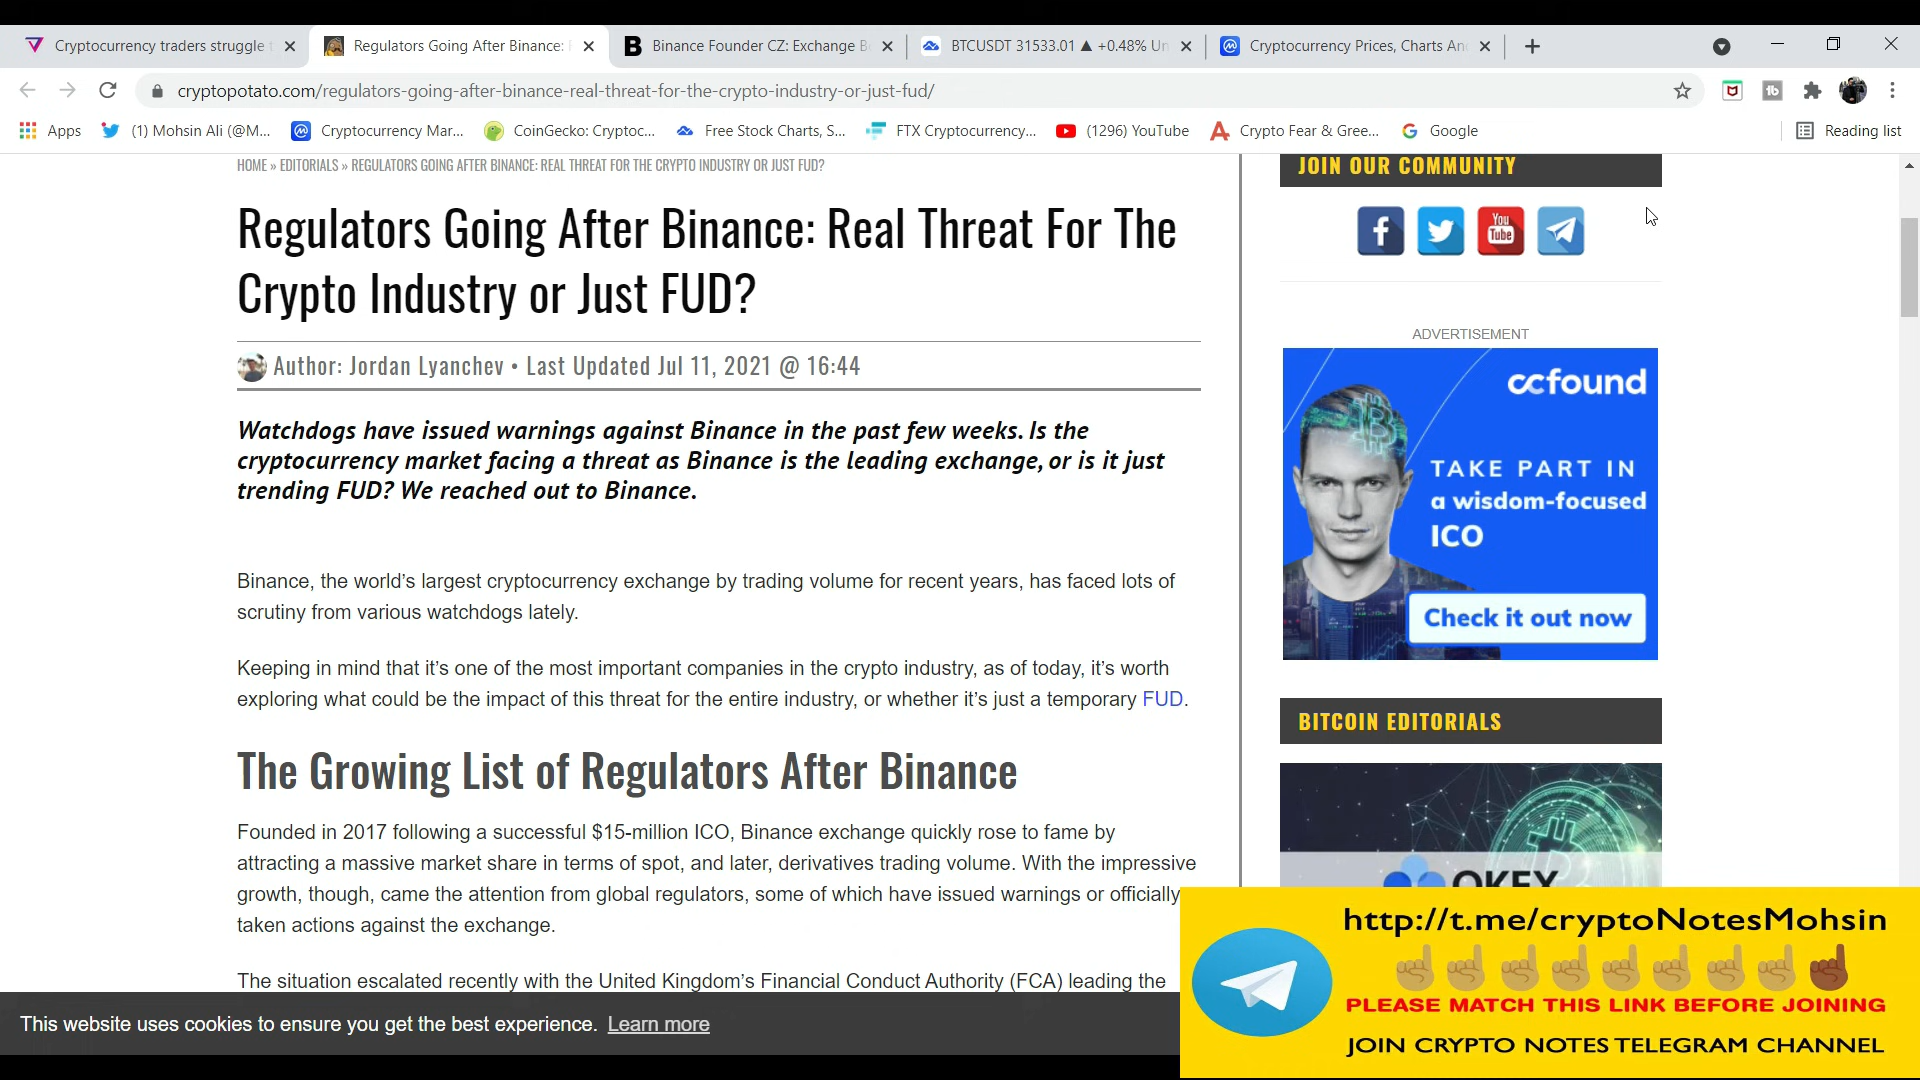 Cryptocurrency traders struggle
Regulators Going After Binance:
Binance Founder CZ: Exchange B
BTCUSDT 31533.01 ▲ +0.48% Un
Cryptocurrency Prices, Charts An
cryptopotato.com/regulators-going-after-binance-real-threat-for-the-crypto-industry-or-just-fud/
Apps
(1) Mohsin Ali (@M...
Cryptocurrency Mar...
CoinGecko: Cryptoc...
Free Stock Charts, S...
FTX Cryptocurrency...
(1296) YouTube
Crypto Fear & Gree...
Google
Reading list
HOME » EDITORIALS » REGULATORS GOING AFTER BINANCE: REAL THREAT FOR THE CRYPTO INDUSTRY OR JUST FUD?
Regulators Going After Binance: Real Threat For The
Crypto Industry or Just FUD?
Author: Jordan Lyanchev • Last Updated Jul 11, 2021 @ 16:44
Watchdogs have issued warnings against Binance in the past few weeks. Is the
cryptocurrency market facing a threat as Binance is the leading exchange, or is it just
trending FUD? We reached out to Binance.
Binance, the world's largest cryptocurrency exchange by trading volume for recent years, has faced lots of
scrutiny from various watchdogs lately.
Keeping in mind that it's one of the most important companies in the crypto industry, as of today, it's worth
exploring what could be the impact of this threat for the entire industry, or whether it's just a temporary FUD.
The Growing List of Regulators After Binance
Founded in 2017 following a successful $15-million ICO, Binance exchange quickly rose to fame by
attracting a massive market share in terms of spot, and later, derivatives trading volume. With the impressive
growth, though, came the attention from global regulators, some of which have issued warnings or officially
taken actions against the exchange.
The situation escalated recently with the United Kingdom's Financial Conduct Authority (FCA) leading the
JOIN OUR COMMUNITY
You
Tube
ADVERTISEMENT
ccfound
TAKE PART IN
a wisdom-focused
ICO
Check it out now
BITCOIN EDITORIALS
OKEX
http://t.me/cryptoNotesMohsin
PLEASE MATCH THIS LINK BEFORE JOINING
JOIN CRYPTO NOTES TELEGRAM CHANNEL
This website uses cookies to ensure you get the best experience. Learn more